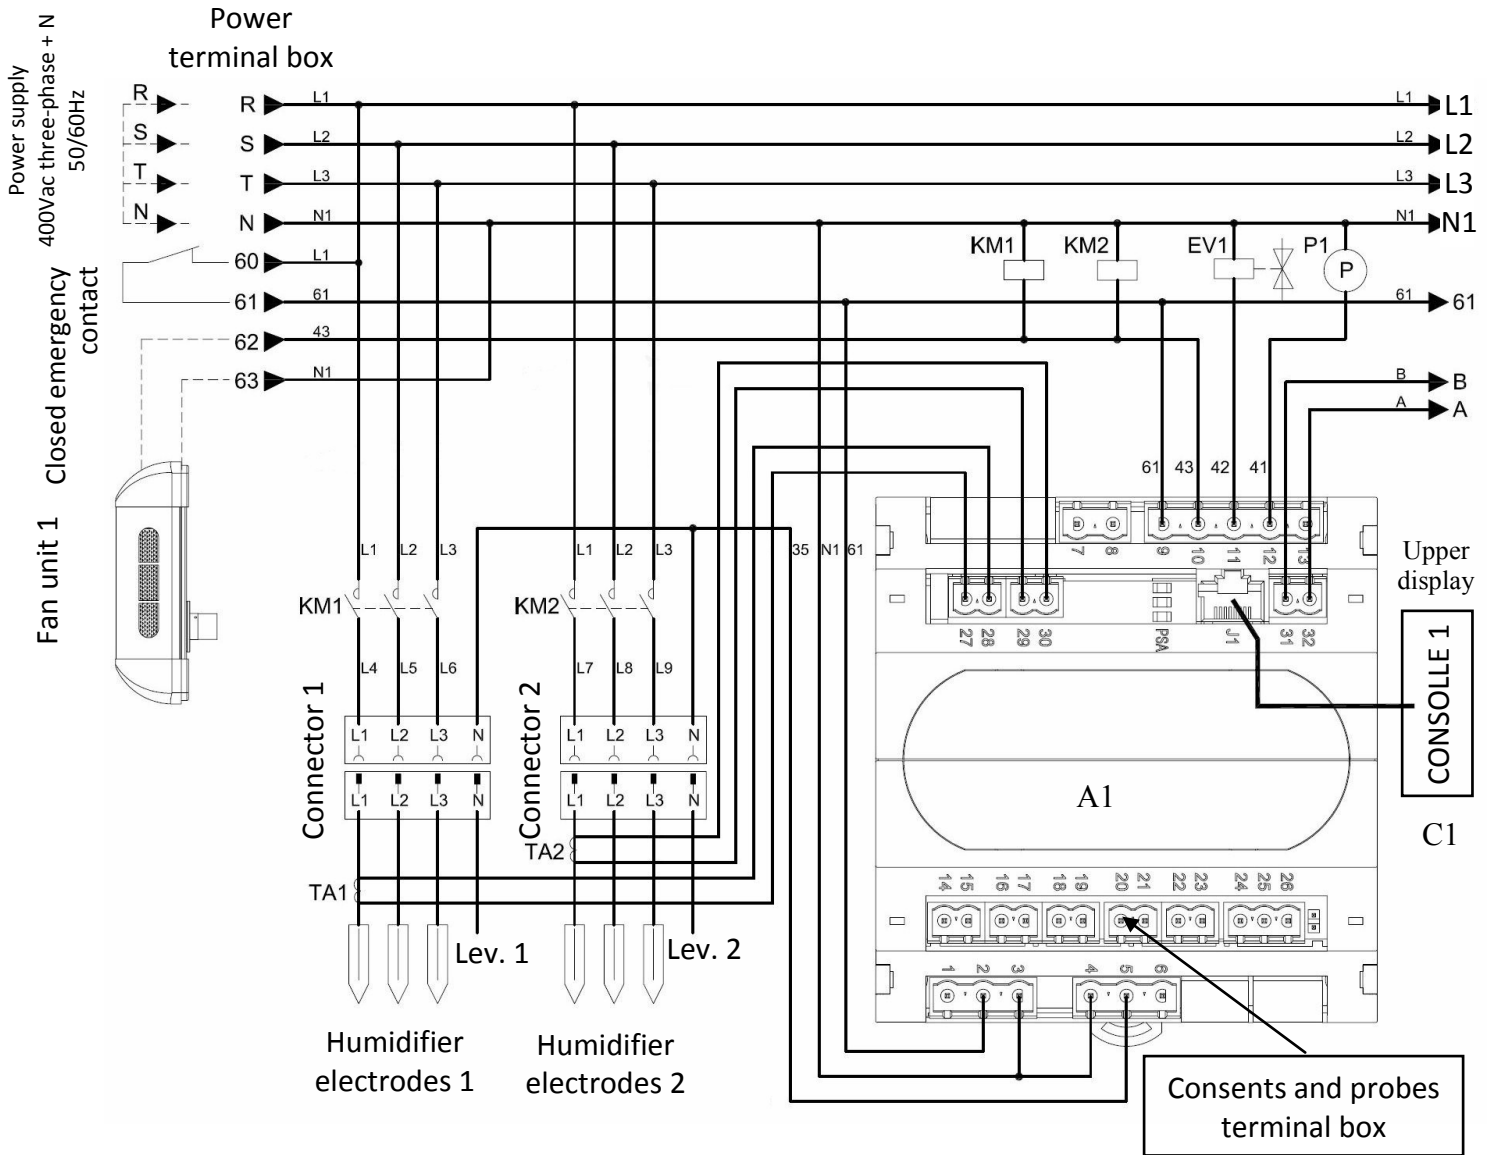 Power
terminal box
Power supply
400Vac three-phase + N
50/60Hz
R R L1 L1 L1
S S L2 L2 L2
T T L3 L3 L3
N N N1 N1 N1
KM1 KM2 EV1 P1
P
60 L1
61 61 61 61
62 43
63 N1
Closed emergency
contact
B B
A A
Fan unit 1
61 43 42 41
L1 L2 L3 L1 L2 L3 35 N1 61
7 8 9 10 11 12 13
Upper
display
KM1 KM2
27 28 29 30 PSA J1 31 32
L4 L5 L6 L7 L8 L9
CONSOLLE 1
Connector 1
L1 L2 L3 N
L1 L2 L3 N
Connector 2
L1 L2 L3 N
L1 L2 L3 N
A1
C1
TA2
TA1
14 15 16 17 18 19 20 21 22 23 24 25 26
Lev. 1 Lev. 2
1 2 3 4 5 6
Humidifier
electrodes 1
Humidifier
electrodes 2
Consents and probes
terminal box